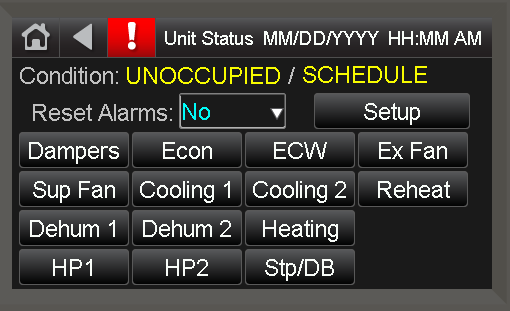 ! Unit Status MM/DD/YYYY HH:MM AM
Condition: UNOCCUPIED / SCHEDULE
Reset Alarms: No Setup
Dampers Econ ECW Ex Fan
Sup Fan Cooling 1 Cooling 2 Reheat
Dehum 1 Dehum 2 Heating
HP1 HP2 Stp/DB